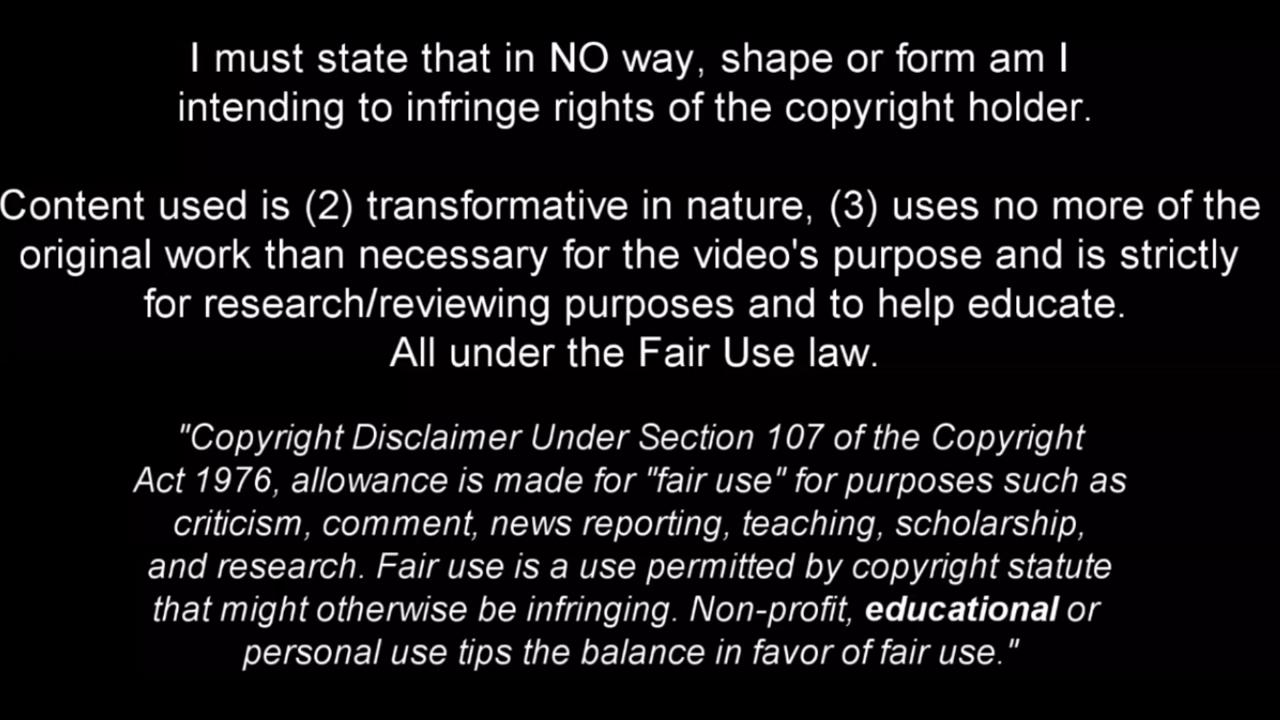 I must state that in NO way, shape or form am I
intending to infringe rights of the copyright holder.
Content used is (2) transformative in nature, (3) uses no more of the
original work than necessary for the video's purpose and is strictly
for research/reviewing purposes and to help educate.
All under the Fair Use law.
"Copyright Disclaimer Under Section 107 of the Copyright
Act 1976, allowance is made for "fair use" for purposes such as
criticism, comment, news reporting, teaching, scholarship,
and research. Fair use is a use permitted by copyright statute
that might otherwise be infringing. Non-profit, educational or
personal use tips the balance in favor of fair use."